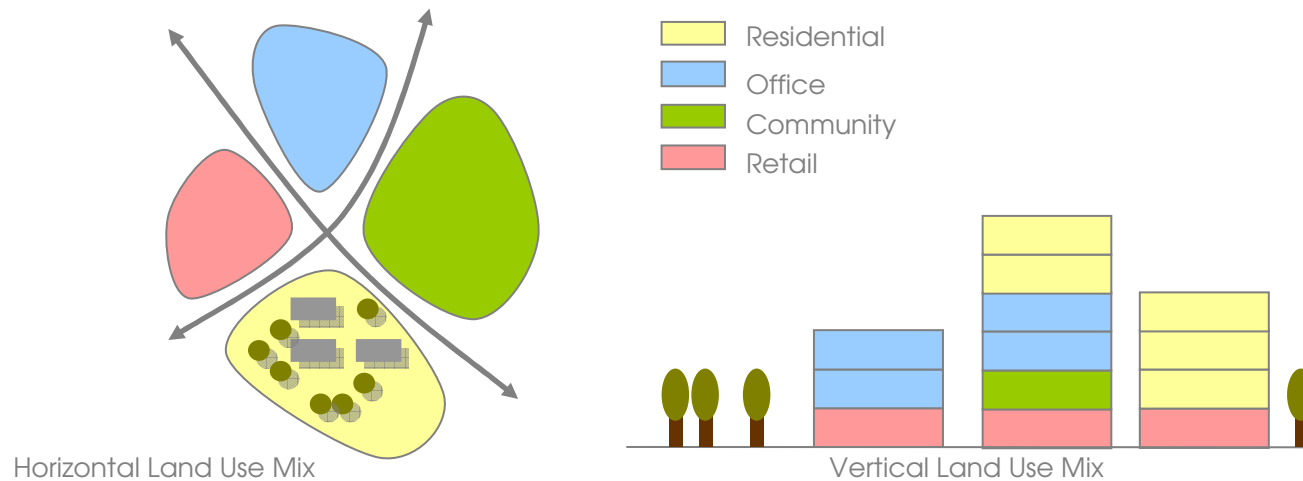 Residential
Office
Community
Retail
Horizontal Land Use Mix
Vertical Land Use Mix